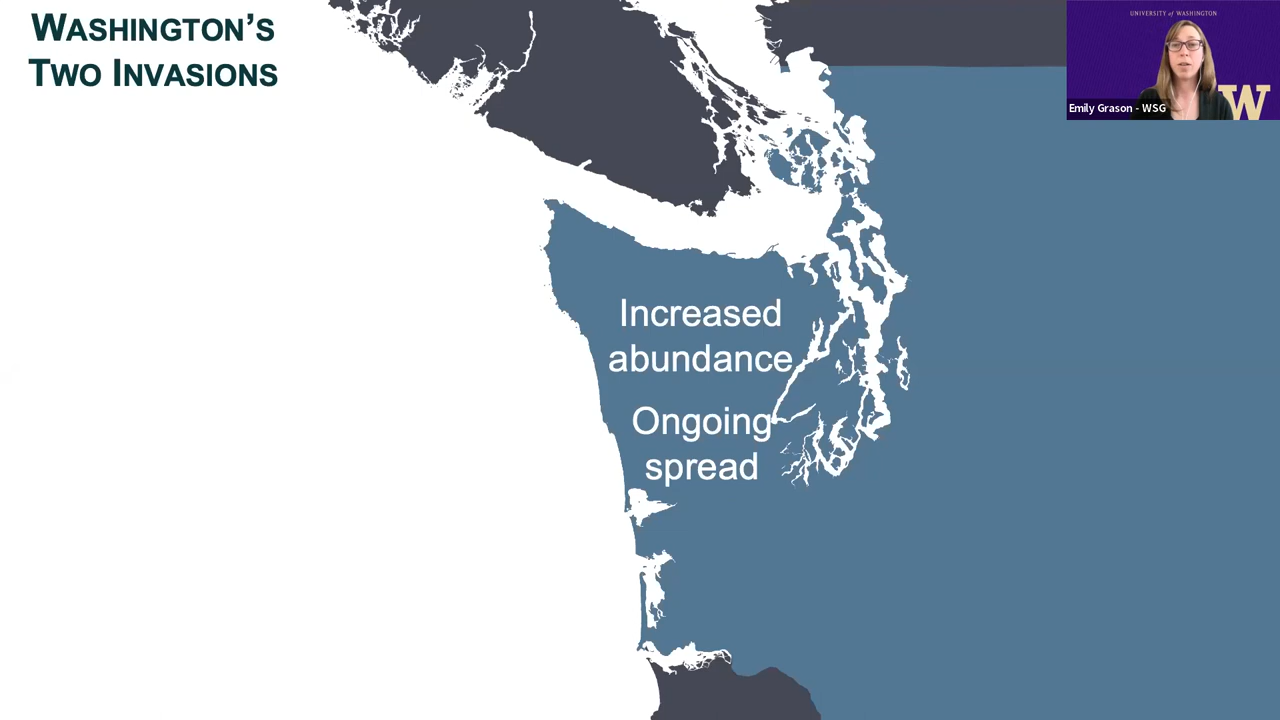 WASHINGTON'S
TWO INVASIONS
UNIVERSITY of WASHINGTON
W
Emily Grason - WSG
Increased
abundance
Ongoing
spread